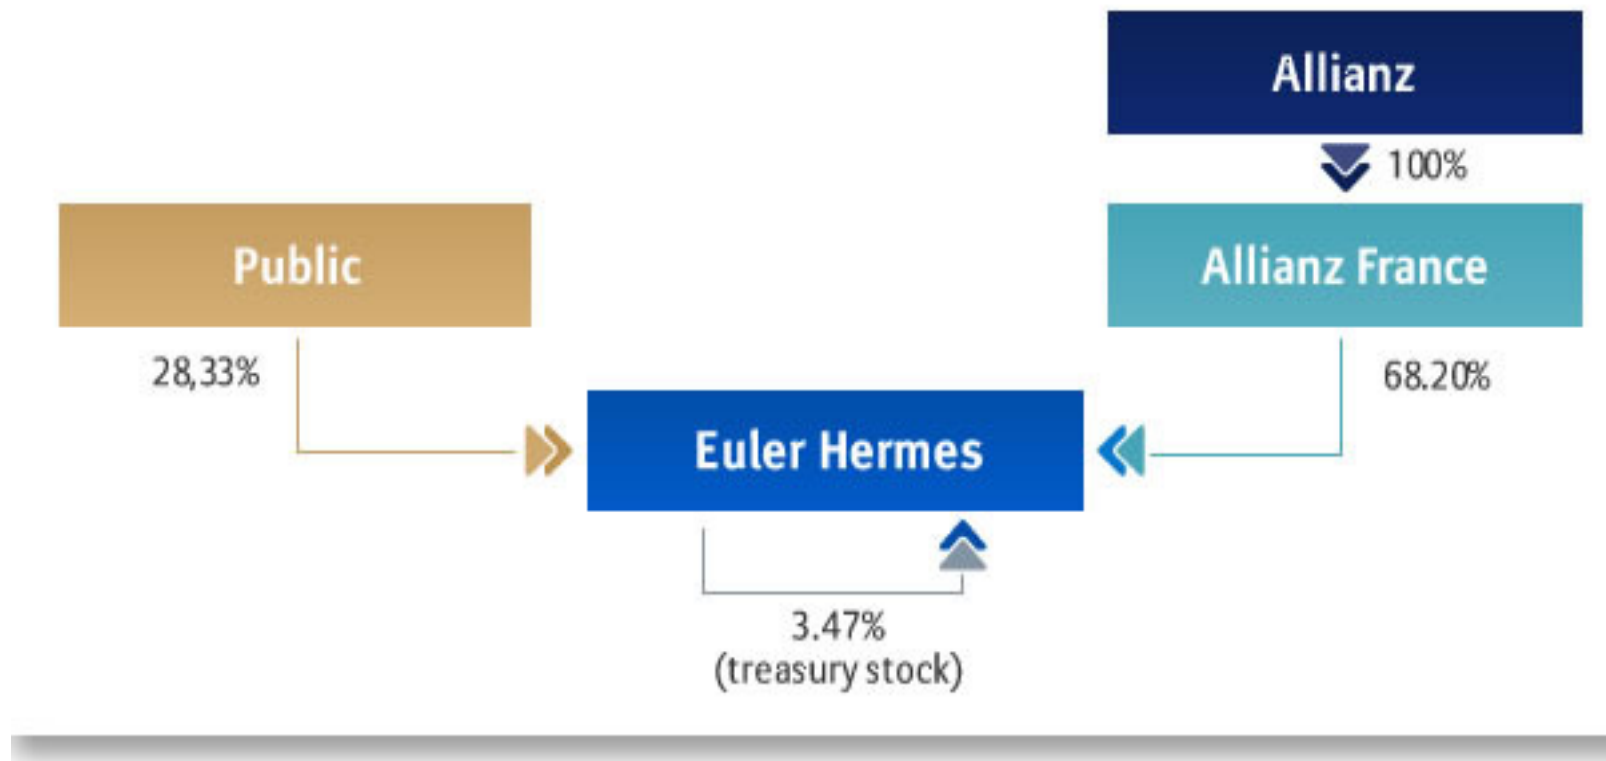 Allianz
100%
Public
Allianz France
28,33%
68.20%
Euler Hermes
3.47%
(treasury stock)